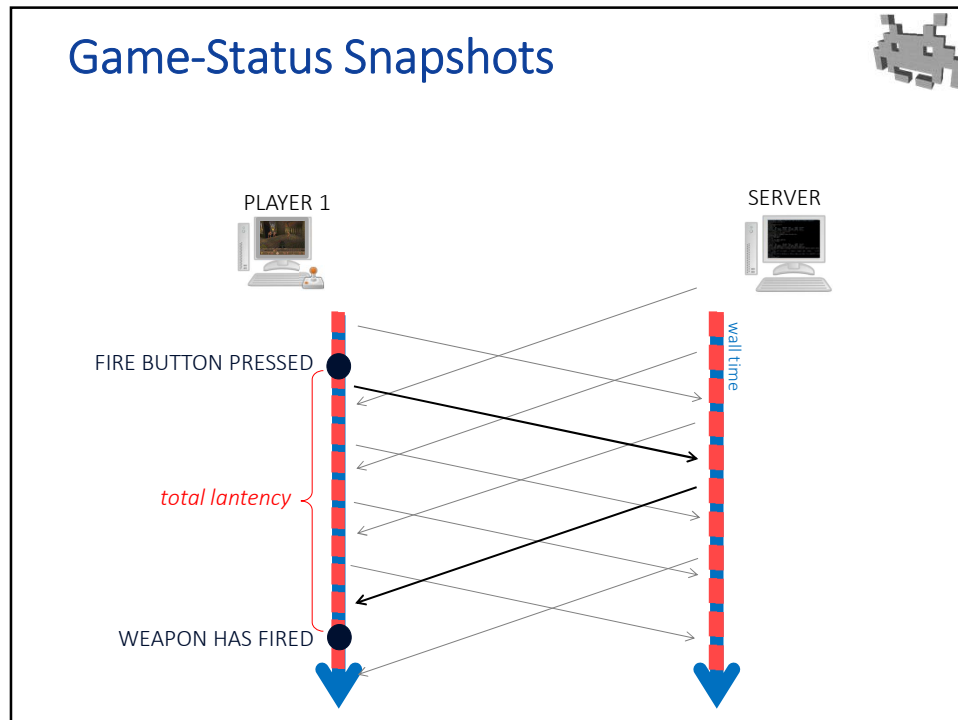 Game-Status Snapshots
PLAYER 1
SERVER
wall time
FIRE BUTTON PRESSED
total lantency
WEAPON HAS FIRED